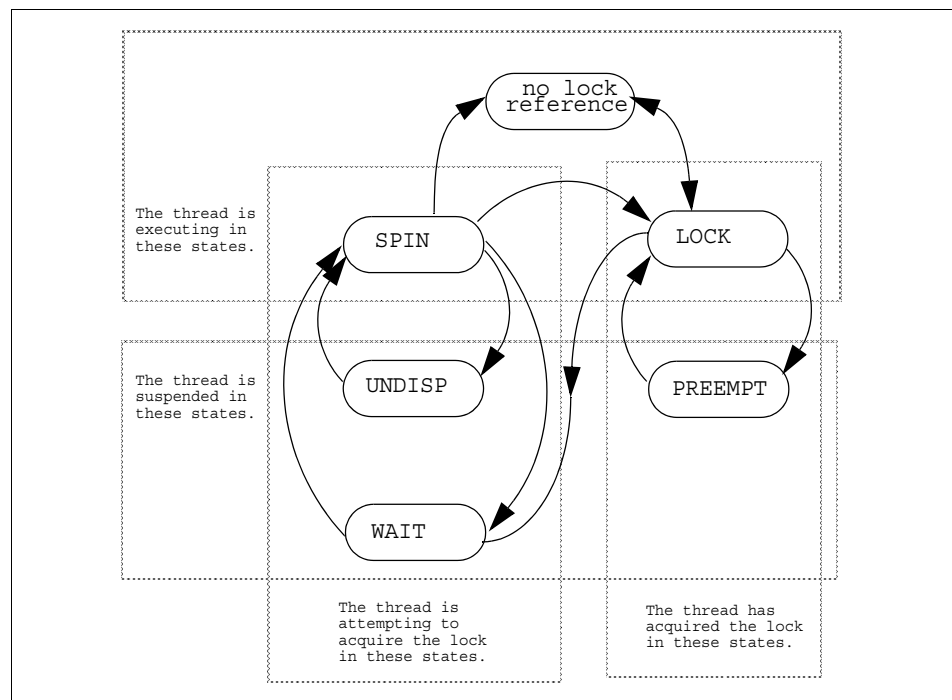 no lock
reference
The thread is
executing in
these states.
SPIN
LOCK
The thread is
suspended in
these states.
UNDISP
PREEMPT
WAIT
The thread is
attempting to
acquire the lock
in these states.
The thread has
acquired the lock
in these states.